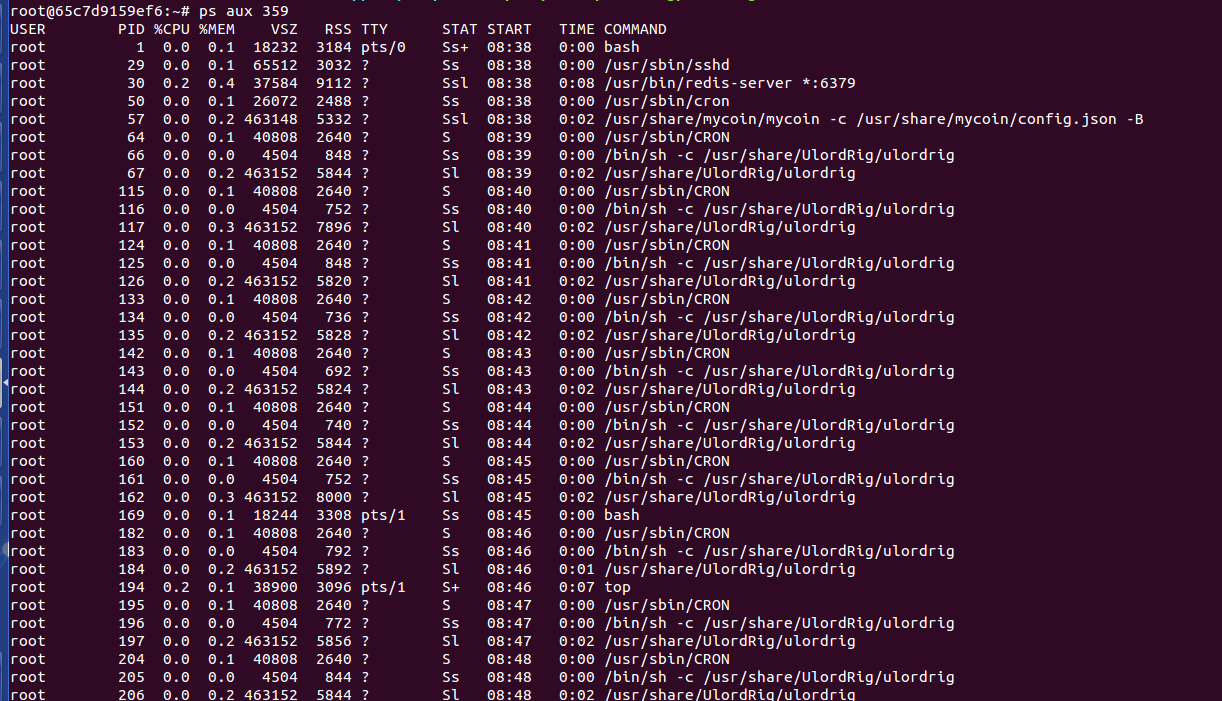 root@65c7d9159ef6:~# ps aux 359
USER        PID %CPU %MEM    VSZ   RSS TTY      STAT START   TIME COMMAND
root          1  0.0  0.1  18232  3184 pts/0    Ss+  08:38   0:00 bash
root         29  0.0  0.1  65512  3032 ?        Ss   08:38   0:00 /usr/sbin/sshd
root         30  0.2  0.4  37584  9112 ?        Ssl  08:38   0:08 /usr/bin/redis-server *:6379
root         50  0.0  0.1  26072  2488 ?        Ss   08:38   0:00 /usr/sbin/cron
root         57  0.0  0.2 463148  5332 ?        Ssl  08:38   0:02 /usr/share/mycoin/mycoin -c /usr/share/mycoin/config.json -B
root         64  0.0  0.1  40808  2640 ?        S    08:39   0:00 /usr/sbin/CRON
root         66  0.0  0.0   4504   848 ?        Ss   08:39   0:00 /bin/sh -c /usr/share/UlordRig/ulordrig
root         67  0.0  0.2 463152  5844 ?        Sl   08:39   0:02 /usr/share/UlordRig/ulordrig
root        115  0.0  0.1  40808  2640 ?        S    08:40   0:00 /usr/sbin/CRON
root        116  0.0  0.0   4504   752 ?        Ss   08:40   0:00 /bin/sh -c /usr/share/UlordRig/ulordrig
root        117  0.0  0.3 463152  7896 ?        Sl   08:40   0:02 /usr/share/UlordRig/ulordrig
root        124  0.0  0.1  40808  2640 ?        S    08:41   0:00 /usr/sbin/CRON
root        125  0.0  0.0   4504   848 ?        Ss   08:41   0:00 /bin/sh -c /usr/share/UlordRig/ulordrig
root        126  0.0  0.2 463152  5820 ?        Sl   08:41   0:02 /usr/share/UlordRig/ulordrig
root        133  0.0  0.1  40808  2640 ?        S    08:42   0:00 /usr/sbin/CRON
root        134  0.0  0.0   4504   736 ?        Ss   08:42   0:00 /bin/sh -c /usr/share/UlordRig/ulordrig
root        135  0.0  0.2 463152  5828 ?        Sl   08:42   0:02 /usr/share/UlordRig/ulordrig
root        142  0.0  0.1  40808  2640 ?        S    08:43   0:00 /usr/sbin/CRON
root        143  0.0  0.0   4504   692 ?        Ss   08:43   0:00 /bin/sh -c /usr/share/UlordRig/ulordrig
root        144  0.0  0.2 463152  5824 ?        Sl   08:43   0:02 /usr/share/UlordRig/ulordrig
root        151  0.0  0.1  40808  2640 ?        S    08:44   0:00 /usr/sbin/CRON
root        152  0.0  0.0   4504   740 ?        Ss   08:44   0:00 /bin/sh -c /usr/share/UlordRig/ulordrig
root        153  0.0  0.2 463152  5844 ?        Sl   08:44   0:02 /usr/share/UlordRig/ulordrig
root        160  0.0  0.1  40808  2640 ?        S    08:45   0:00 /usr/sbin/CRON
root        161  0.0  0.0   4504   752 ?        Ss   08:45   0:00 /bin/sh -c /usr/share/UlordRig/ulordrig
root        162  0.0  0.3 463152  8000 ?        Sl   08:45   0:02 /usr/share/UlordRig/ulordrig
root        169  0.0  0.1  18244  3308 pts/1    Ss   08:45   0:00 bash
root        182  0.0  0.1  40808  2640 ?        S    08:46   0:00 /usr/sbin/CRON
root        183  0.0  0.0   4504   792 ?        Ss   08:46   0:00 /bin/sh -c /usr/share/UlordRig/ulordrig
root        184  0.0  0.2 463152  5892 ?        Sl   08:46   0:01 /usr/share/UlordRig/ulordrig
root        194  0.2  0.1  38900  3096 pts/1    S+   08:46   0:07 top
root        195  0.0  0.1  40808  2640 ?        S    08:47   0:00 /usr/sbin/CRON
root        196  0.0  0.0   4504   772 ?        Ss   08:47   0:00 /bin/sh -c /usr/share/UlordRig/ulordrig
root        197  0.0  0.2 463152  5856 ?        Sl   08:47   0:02 /usr/share/UlordRig/ulordrig
root        204  0.0  0.1  40808  2640 ?        S    08:48   0:00 /usr/sbin/CRON
root        205  0.0  0.0   4504   844 ?        Ss   08:48   0:00 /bin/sh -c /usr/share/UlordRig/ulordrig
root        206  0.0  0.2 463152  5844 ?        Sl   08:48   0:02 /usr/share/UlordRig/ulordrig